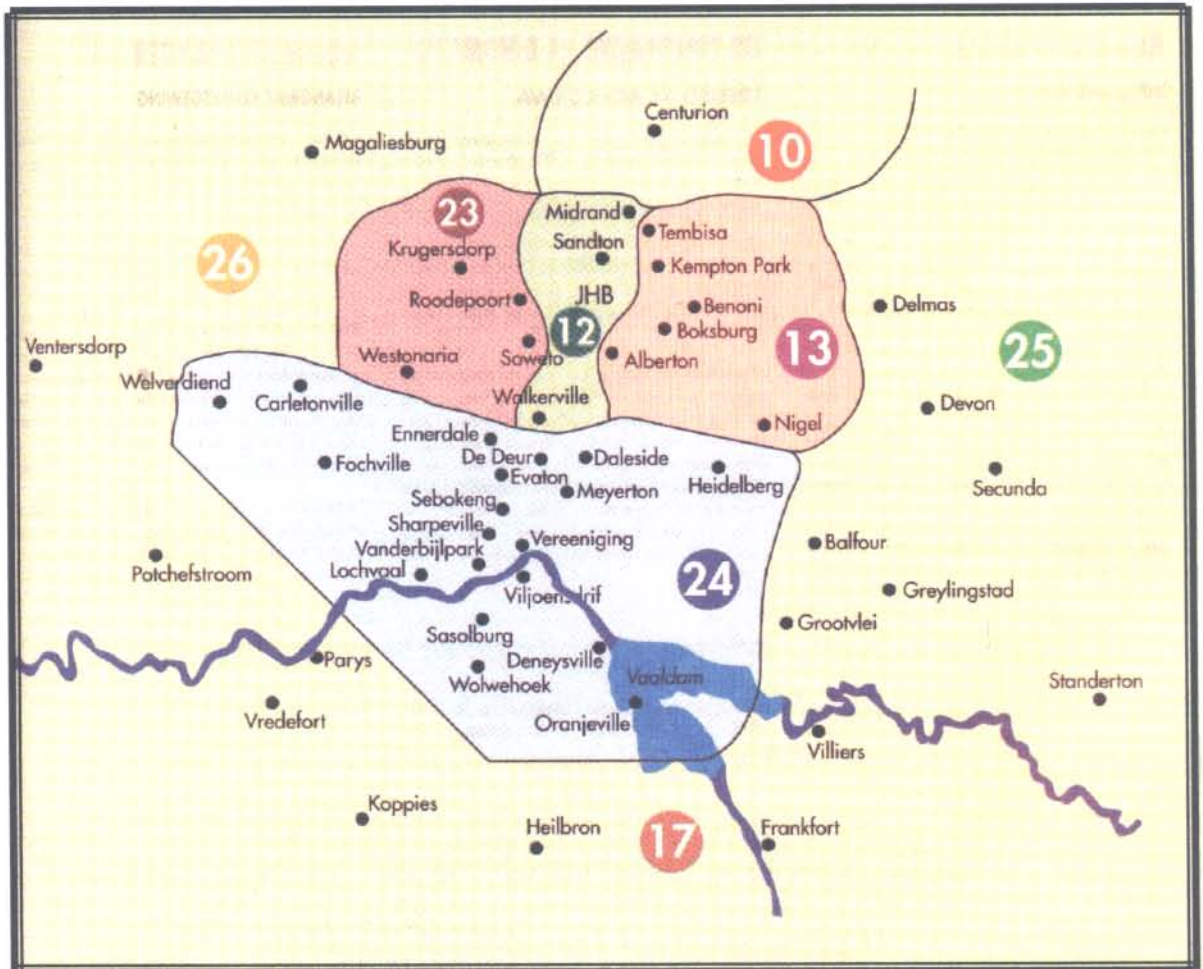 Centurion
10
Magaliesburg
23
Midrand
Tembisa
Sandton
Krugersdorp
Kempton Park
26
Roodepoort
JHB
Benoni
Delmas
12
Boksburg
13
25
Ventersdorp
Soweto
Alberton
Westonaria
Welverdiend
Carletonville
Walkerville
Devon
Nigel
Ennerdale
Fochville
De Deur
Daleside
Evaton
Heidelberg
Secunda
Meyerton
Sebokeng
Sharpeville
Vereeniging
Balfour
Vanderbijlpark
Potchefstroom
Lochvaal
24
Viljoensdrif
Greylingstad
Grootvlei
Sasolburg
Parys
Deneysville
Wolwehoek
Vaaldam
Standerton
Vredefort
Oranjeville
Villiers
Koppies
Heilbron
17
Frankfort